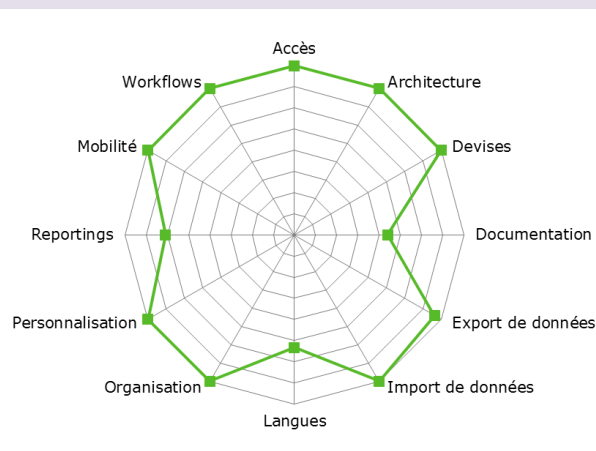 Accès
Workflows
Architecture
Mobilité
Devises
Reportings
Documentation
Personnalisation
Export de données
Organisation
Import de données
Langues